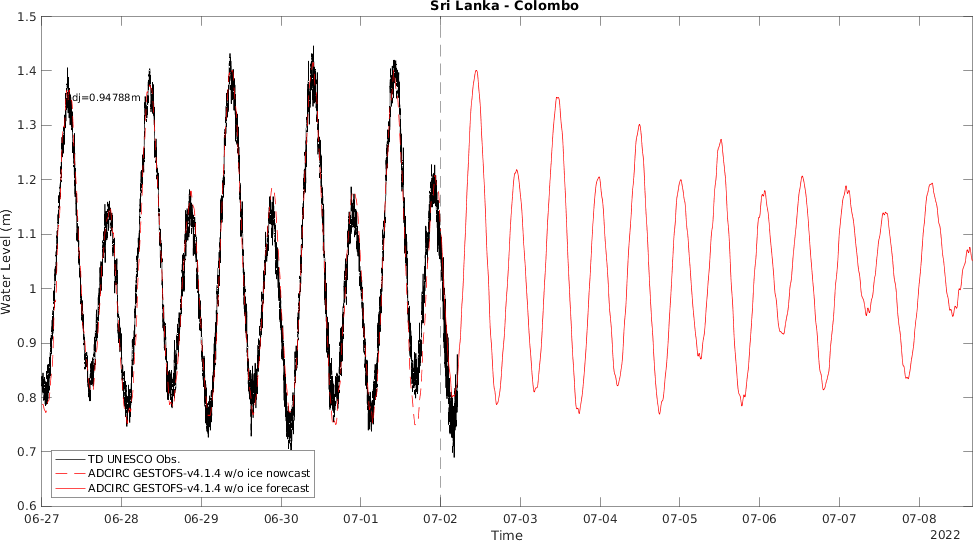 Sri Lanka - Colombo
1.5
1.4
1.3
1.2
1.1
1
0.9
0.8
0.7
0.6
Water Level (m)
dj=0.94788m
TD UNESCO Obs.
ADCIRC GESTOFS-v4.1.4 w/o ice nowcast
ADCIRC GESTOFS-v4.1.4 w/o ice forecast
06-27 06-28 06-29 06-30 07-01 07-02 07-03 07-04 07-05 07-06 07-07 07-08
2022
Time